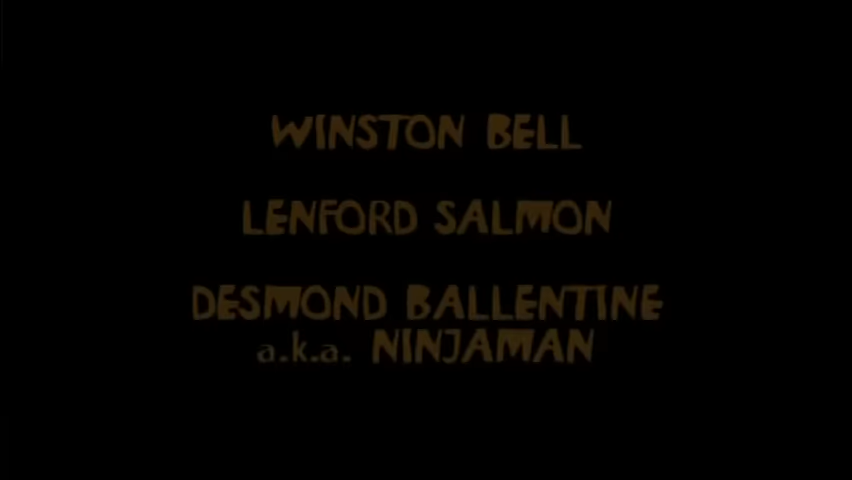 WINSTON BELL
LENFORD SALMON
DESMOND BALLENTINE
a.k.a. NINJAMAN